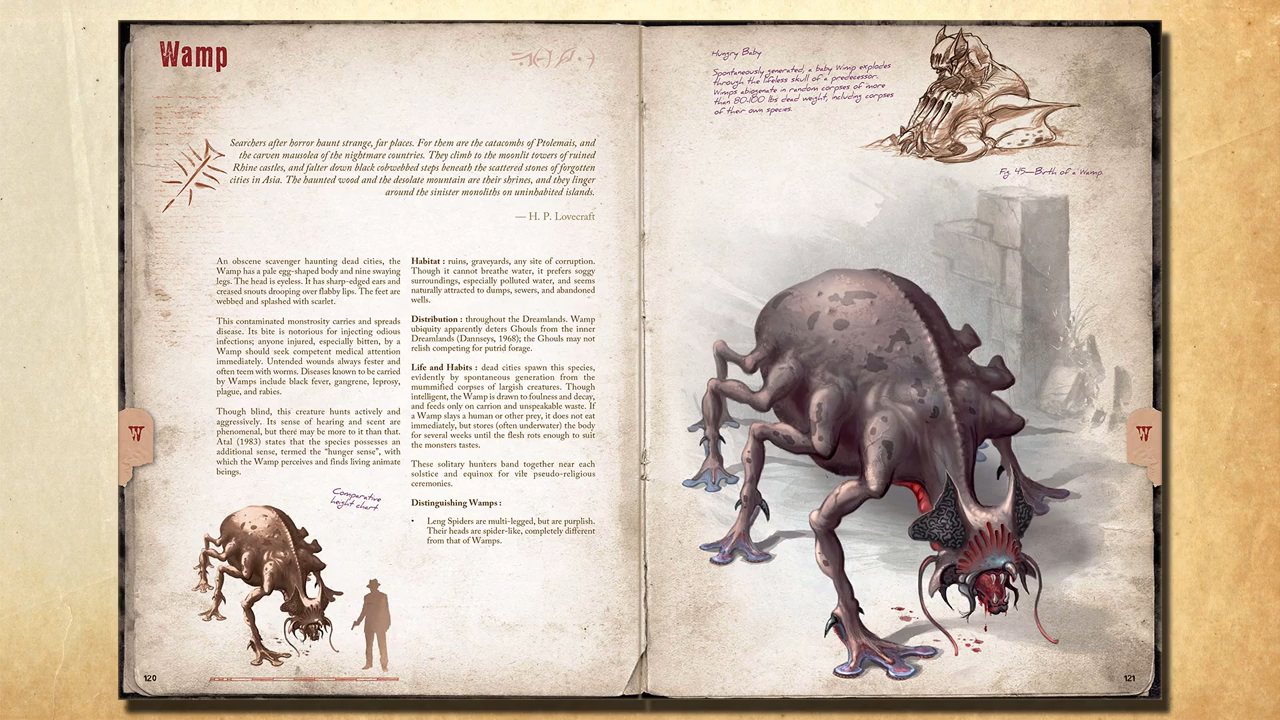 Wamp
Searchers after horror haunt strange, far places. For them are the catacombs of Ptolemais, and
the carven mausolea of the nightmare countries. They climb to the moonlit towers of ruined
Rhine castles, and falter down black cobwebbed steps beneath the scattered stones of forgotten
cities in Asia. The haunted wood and the desolate mountain are their shrines, and they linger
around the sinister monoliths on uninhabited islands.
— H. P. Lovecraft
An obscene scavenger haunting dead cities, the
Wamp has a pale egg-shaped body and nine swaying
legs. The head is eyeless. It has sharp-edged ears and
creased snouts drooping over flabby lips. The feet are
webbed and splashed with scarlet.
This contaminated monstrosity carries and spreads
disease. Its bite is notorious for injecting odious
infections; anyone injured, especially bitten, by a
Wamp should seek competent medical attention
immediately. Untended wounds always fester and
often teem with worms. Diseases known to be carried
by Wamps include black fever, gangrene, leprosy,
plague, and rabies.
Though blind, this creature hunts actively and
aggressively. Its sense of hearing and scent are
phenomenal, but there may be more to it than that.
Atal (1983) states that the species possesses an
additional sense, termed the "hunger sense", with
which the Wamp perceives and finds living animate
beings.
Comparative
height chart
120
Habitat : ruins, graveyards, any site of corruption.
Though it cannot breathe water, it prefers soggy
surroundings, especially polluted water, and seems
naturally attracted to dumps, sewers, and abandoned
wells.
Distribution : throughout the Dreamlands. Wamp
ubiquity apparently deters Ghouls from the inner
Dreamlands (Dannseys, 1968); the Ghouls may not
relish competing for putrid forage.
Life and Habits : dead cities spawn this species,
evidently by spontaneous generation from the
mummified corpses of largish creatures. Though
intelligent, the Wamp is drawn to foulness and decay,
and feeds only on carrion and unspeakable waste. If
a Wamp slays a human or other prey, it does not eat
immediately, but stores (often underwater) the body
for several weeks until the flesh rots enough to suit
the monsters tastes.
These solitary hunters band together near each
solstice and equinox for vile pseudo-religious
ceremonies.
Distinguishing Wamps :
• Leng Spiders are multi-legged, but are purplish.
Their heads are spider-like, completely different
from that of Wamps.
W
Hungry Baby
Spontaneously generated, a baby Wamp explodes
through the lifeless skull of a predecessor.
Wamps abiogenate in random corpses of more
than 80-100 lbs dead weight, including corpses
of their own species.
Fig. 45—Birth of a Wamp.
W
121